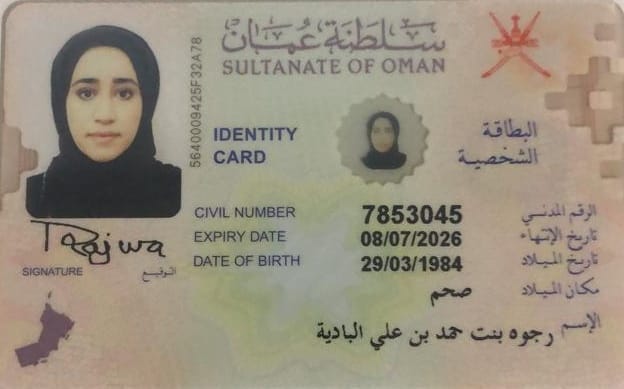 سلطنة عمان
SULTANATE OF OMAN
5640009425F32A78
IDENTITY CARD
البطاقة الشخصية
CIVIL NUMBER 7853045 الرقم المدني
EXPIRY DATE 08/07/2026 تاريخ الإنتهاء
DATE OF BIRTH 29/03/1984 تاريخ الميلاد
Rajwa
SIGNATURE التوقيع
صحم مكان الميلاد
الإسم رجوه بنت حمد بن علي البادية